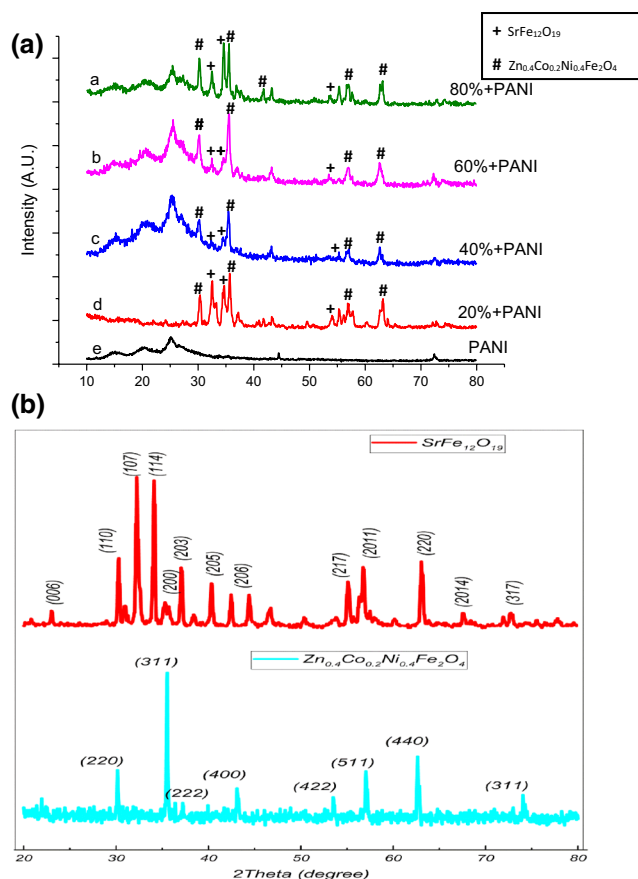 (a)
+ SrFe₁₂O₁₉
# Zn₀.₄Co₀.₂Ni₀.₄Fe₂O₄
Intensity (A.U.)
a # + + # # + # # 80%+PANI
b # + + # + # # 60%+PANI
c # + + # + # # 40%+PANI
d # + + # + # # 20%+PANI
e PANI
10 20 30 40 50 60 70 80
(b)
SrFe₁₂O₁₉
(006) (110) (107) (114) (200) (203) (205) (206) (217) (2011) (220) (2014) (317)
Zn₀.₄Co₀.₂Ni₀.₄Fe₂O₄
(220) (311) (222) (400) (422) (511) (440) (311)
20 30 40 50 60 70 80
2Theta (degree)